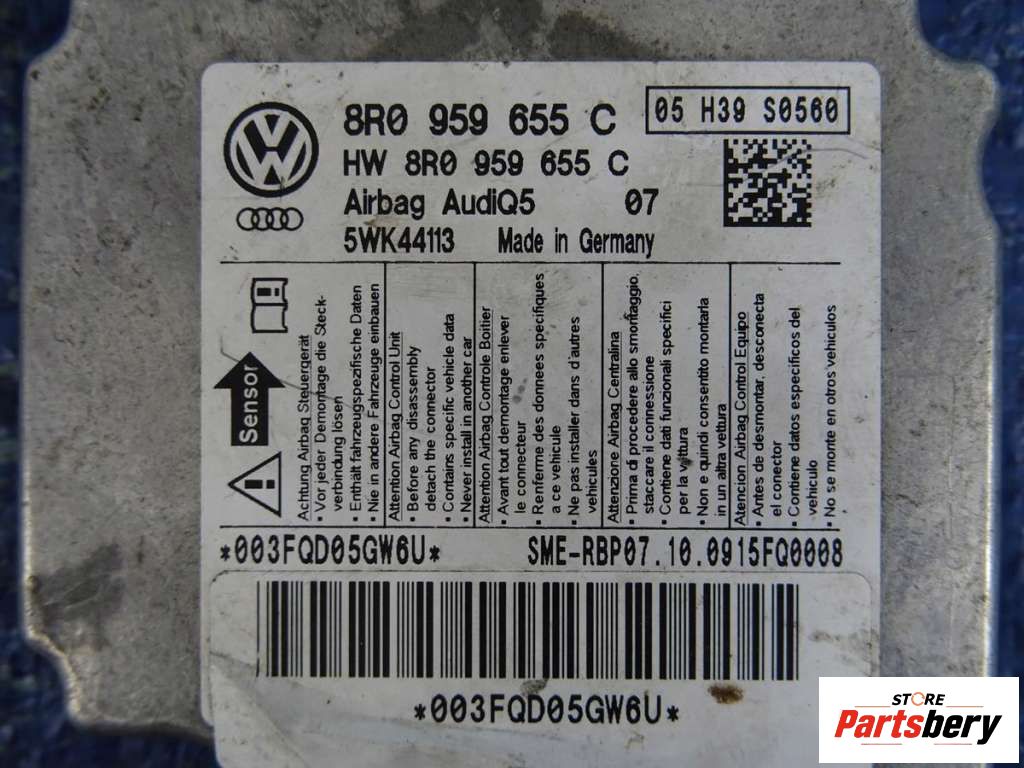 8R0 959 655 C
05 H39 S0560
HW 8R0 959 655 C
Airbag AudiQ5 07
5WK44113 Made in Germany
Sensor
Achtung Airbag Steuergerät
• Vor jeder Demontage die Steck-
verbindung lösen
• Enthält fahrzeugspezifische Daten
• Nie in andere Fahrzeuge einbauen
Attention Airbag Control Unit
• Before any disassembly
detach the connector
• Contains specific vehicle data
• Never install in another car
Attention Airbag Controle Boitier
• Avant tout demontage enlever
le connecteur
• Renferme des donnees specifiques
a ce vehicule
• Ne pas installer dans d'autres
vehicules
Attenzione Airbag Centralina
• Prima di procedere allo smontaggio,
staccare il connessione
• Contiene dati funzionali specifici
per la vittura
• Non e quindi consentito montarla
in un altra vettura
Atencion Airbag Control Equipo
• Antes de desmontar, desconecta
el conector
• Contiene datos especificos del
vehiculo
• No se morte en otros vehiculos
*003FQD05GW6U* SME-RBP07.10.0915FQ0008
*003FQD05GW6U*
STORE
Partsbery